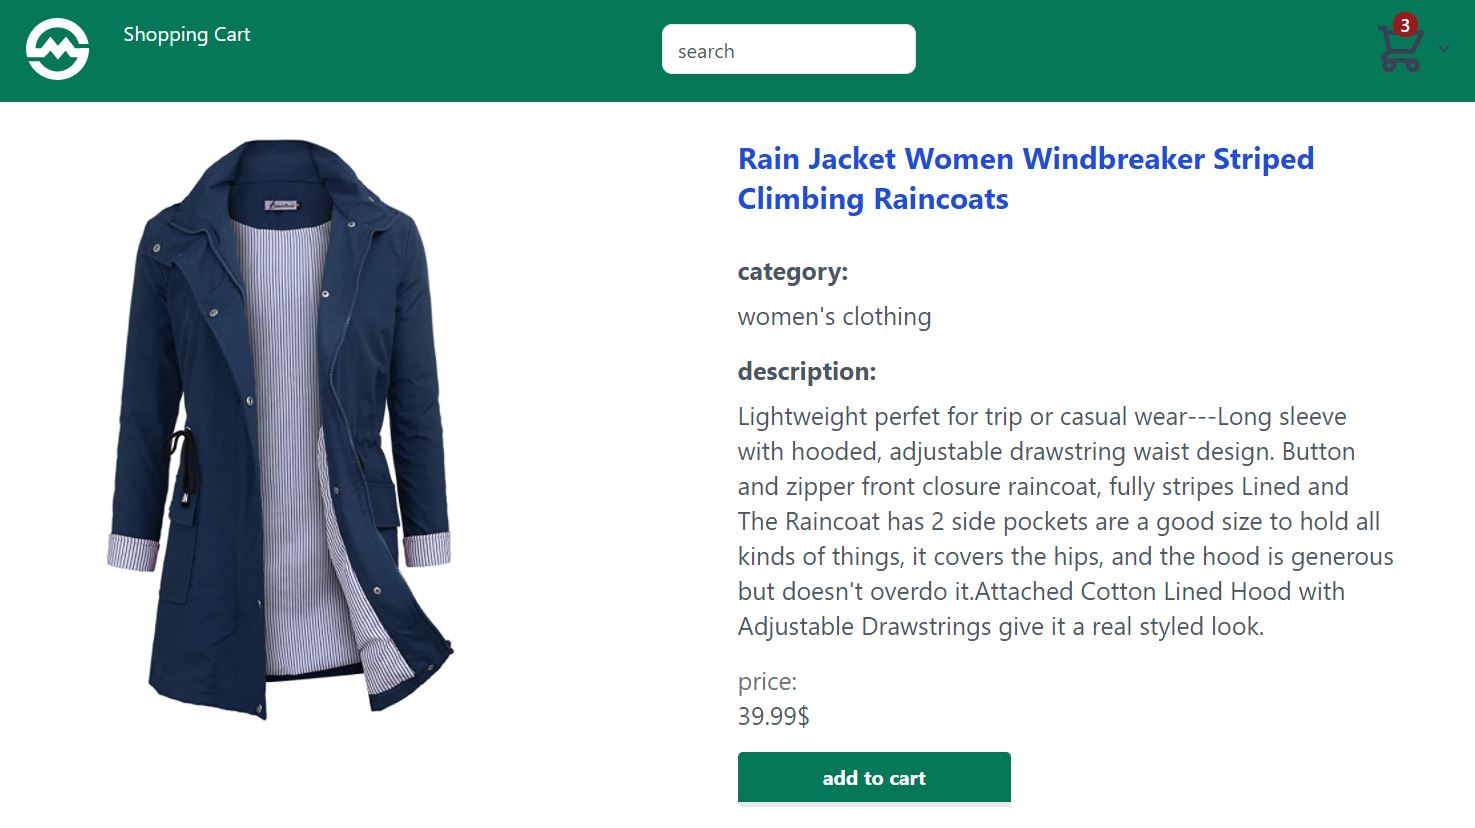 Shopping Cart
search
3
Rain Jacket Women Windbreaker Striped
Climbing Raincoats
category:
women's clothing
description:
Lightweight perfet for trip or casual wear---Long sleeve
with hooded, adjustable drawstring waist design. Button
and zipper front closure raincoat, fully stripes Lined and
The Raincoat has 2 side pockets are a good size to hold all
kinds of things, it covers the hips, and the hood is generous
but doesn't overdo it.Attached Cotton Lined Hood with
Adjustable Drawstrings give it a real styled look.
price:
39.99$
add to cart